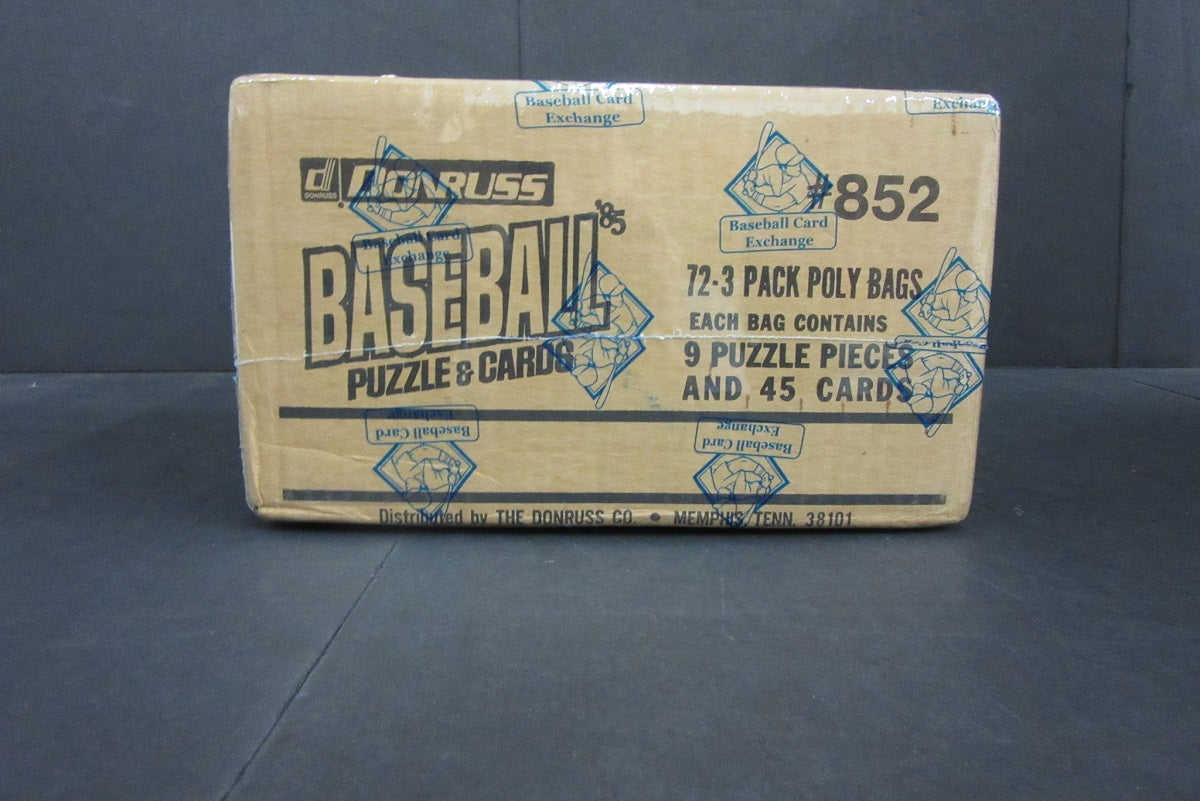 Baseball Card
Exchange
Exchange
d DONRUSS
DONRUSS
Baseball Card
Exchange
BASEBALL '85
PUZZLE & CARDS
#852
Baseball Card
Exchange
72-3 PACK POLY BAGS
EACH BAG CONTAINS
9 PUZZLE PIECES
AND 45 CARDS
Baseball Card
Exchange
Baseball Card
Exchange
Distributed by THE DONRUSS CO. • MEMPHIS, TENN. 38101